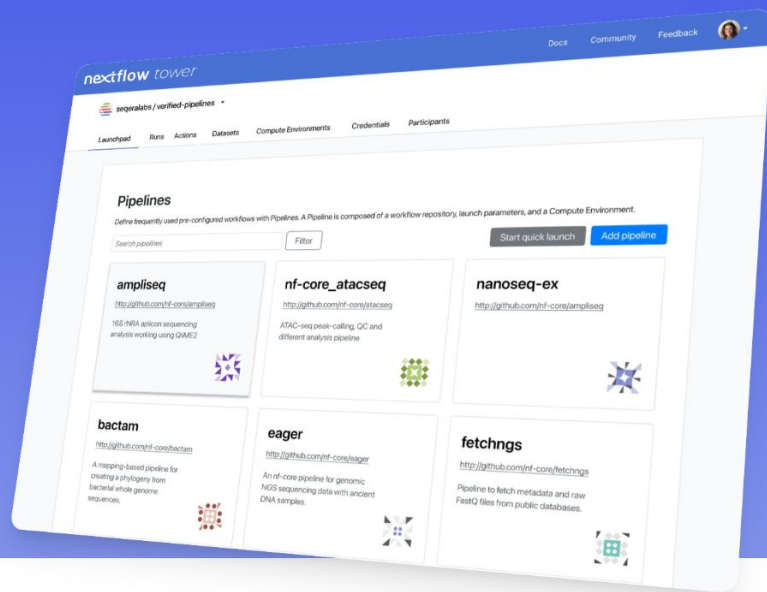 nextflow tower
Docs Community Feedback
seqeralabs/verified-pipelines
Launchpad Runs Actions Datasets Compute Environments Credentials Participants
Pipelines
Define frequently used pre-configured workflows with Pipelines. A Pipeline is composed of a workflow repository, launch parameters, and a Compute Environment.
Search pipelines
Filter
Start quick launch
Add pipeline
ampliseq
http://github.com/nf-core/ampliseq
16S rNRA aplicon sequencing
analysis working using QIIME2
nf-core_atacseq
http://github.com/nf-core/atacseq
ATAC-seq peak-calling, QC and
different analysis pipeline
nanoseq-ex
http://github.com/nf-core/ampliseq
bactam
http://github.com/nf-core/bactam
A mapping-based pipeline for
creating a phylogeny from
bacterial whole genome
sequences.
eager
http://github.com/nf-core/eager
An nf-core pipeline for genomic
NGS sequencing data with ancient
DNA samples.
fetchngs
http://github.com/nf-core/fetchngs
Pipeline to fetch metadata and raw
FastQ files from public databases.